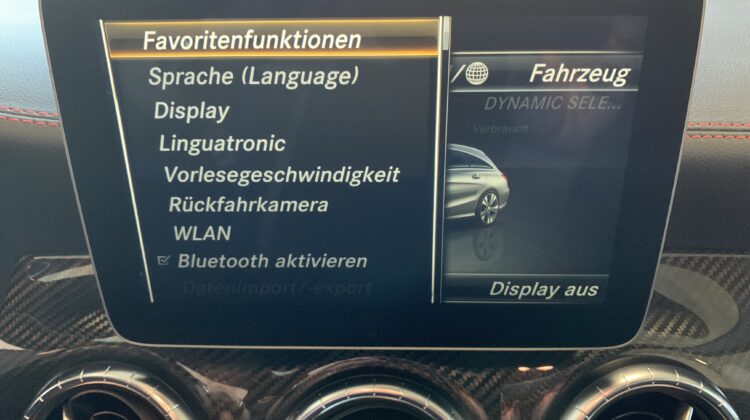 Favoritenfunktionen
Sprache (Language)
Display
Linguatronic
Vorlesegeschwindigkeit
Rückfahrkamera
WLAN
Bluetooth aktivieren
Datenimport/-export
Fahrzeug
DYNAMIC SELE...
Verbrauch
Display aus